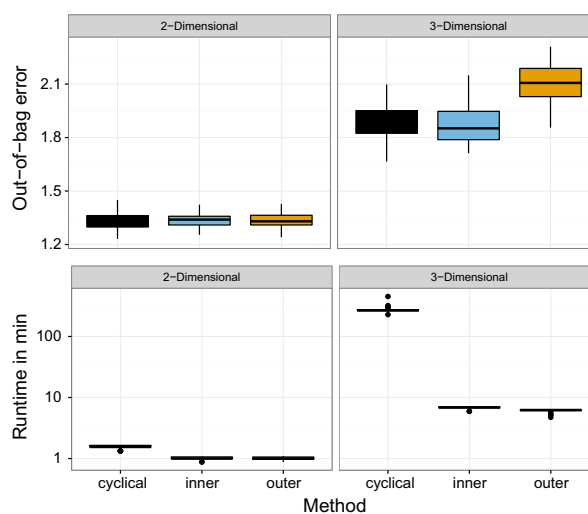 2−Dimensional
3−Dimensional
Out−of−bag error
2.1
1.8
1.5
1.2
2−Dimensional
3−Dimensional
Runtime in min
100
10
1
cyclical
inner
outer
cyclical
inner
outer
Method